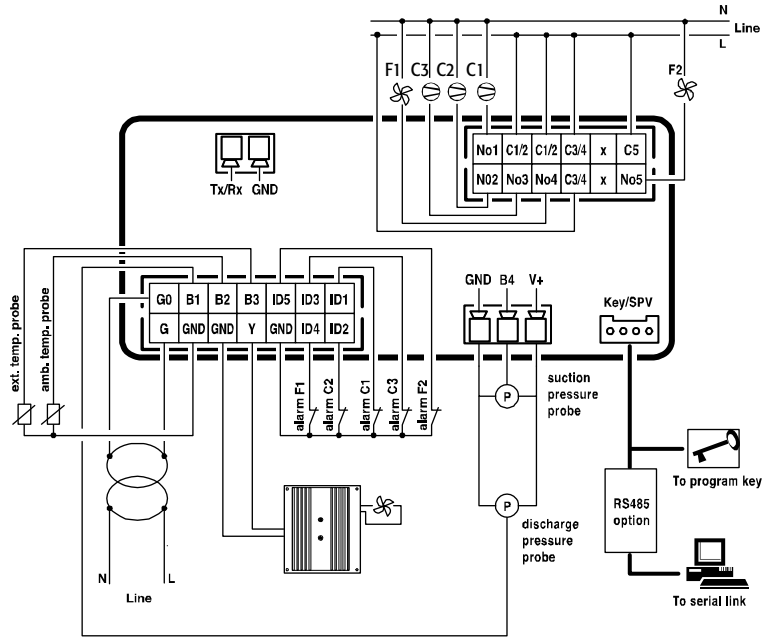 N
Line
L
F1 C3 C2 C1
F2
No1 C1/2 C1/2 C3/4 x C5
N02 No3 No4 C3/4 x No5
Tx/Rx GND
G0 B1 B2 B3 ID5 ID3 ID1
G GND GND Y GND ID4 ID2
GND B4 V+
Key/SPV
ext. temp. probe
amb. temp. probe
alarm F1
alarm C2
alarm C1
alarm C3
alarm F2
P
suction
pressure
probe
P
discharge
pressure
probe
To program key
RS485
option
To serial link
N L
Line